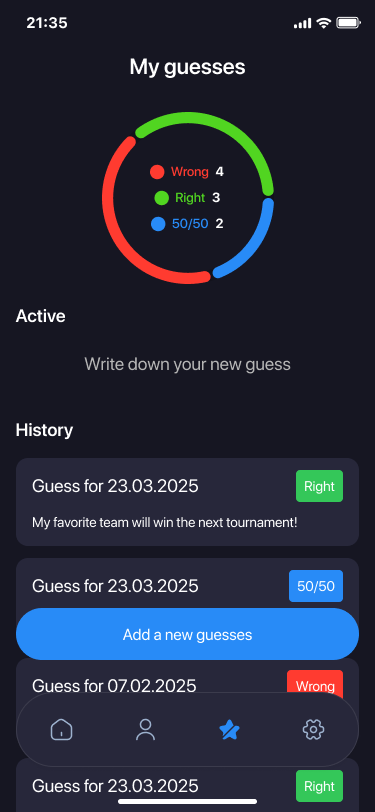 21:35
My guesses
Wrong 4
Right 3
50/50 2
Active
Write down your new guess
History
Guess for 23.03.2025
Right
My favorite team will win the next tournament!
Guess for 23.03.2025
50/50
Add a new guesses
Guess for 07.02.2025
Wrong
Guess for 23.03.2025
Right